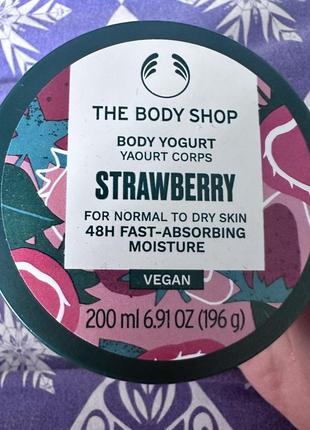 THE BODY SHOP
BODY YOGURT
YAOURT CORPS
STRAWBERRY
FOR NORMAL TO DRY SKIN
48H FAST-ABSORBING
MOISTURE
VEGAN
200 ml 6.91 OZ (196 g)